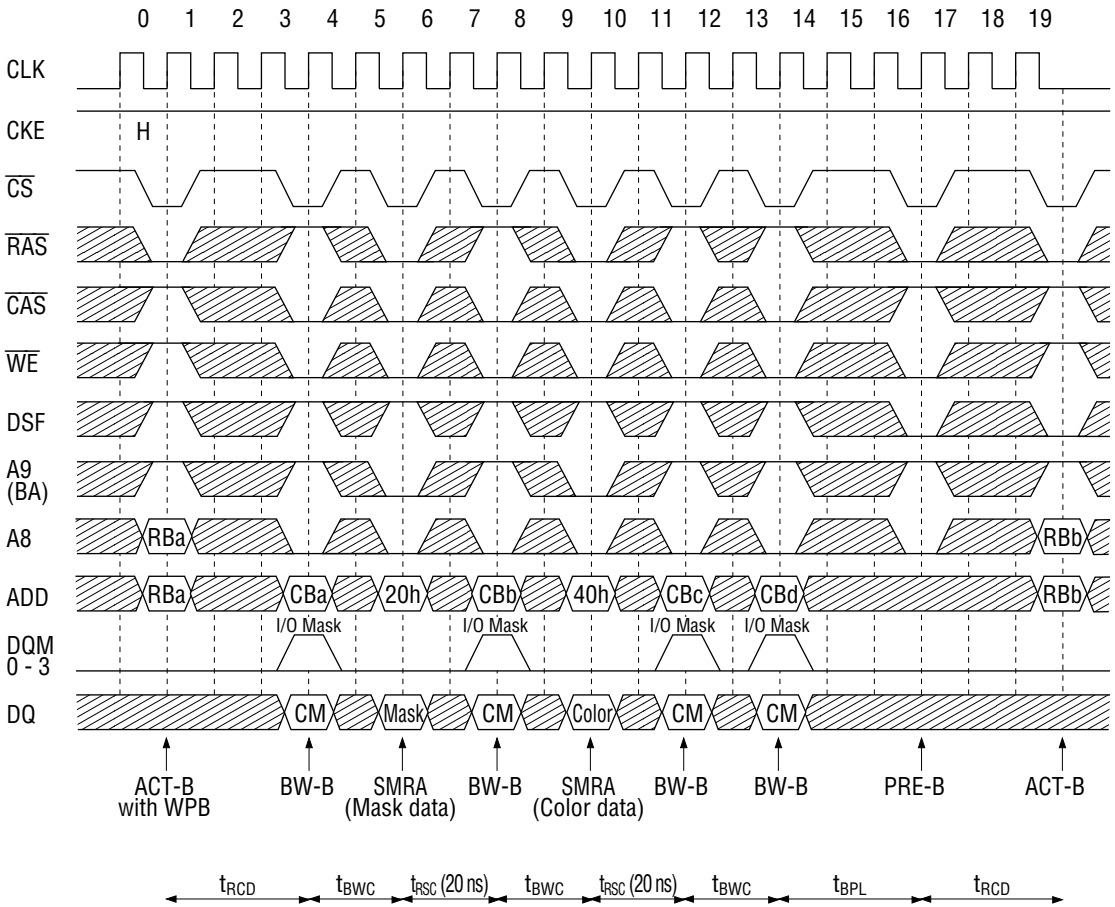 0 1 2 3 4 5 6 7 8 9 10 11 12 13 14 15 16 17 18 19
CLK
CKE H
CS
RAS
CAS
WE
DSF
A9
(BA)
A8 RBa RBb
ADD RBa CBa 20h CBb 40h CBc CBd RBb
I/O Mask I/O Mask I/O Mask I/O Mask
DQM
0 - 3
DQ CM Mask CM Color CM CM
ACT-B BW-B SMRA BW-B SMRA BW-B BW-B PRE-B ACT-B
with WPB (Mask data) (Color data)
tRCD tBWC tRSC (20 ns) tBWC tRSC (20 ns) tBWC tBPL tRCD